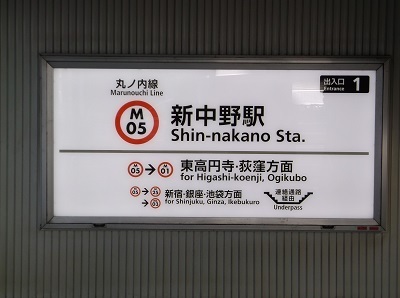 丸ノ内線
Marunouchi Line
出入口 1
Entrance
M 05
新中野駅
Shin-nakano Sta.
M 05 → M 01 東高円寺・荻窪方面
for Higashi-koenji, Ogikubo
新宿・銀座・池袋方面
for Shinjuku, Ginza, Ikebukuro
連絡通路
経由
Underpass